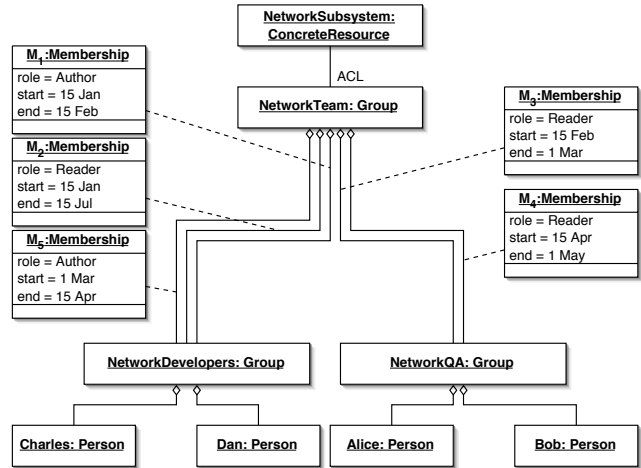 NetworkSubsystem:
ConcreteResource
ACL
NetworkTeam: Group
M1:Membership
role = Author
start = 15 Jan
end = 15 Feb
M2:Membership
role = Reader
start = 15 Jan
end = 15 Jul
M5:Membership
role = Author
start = 1 Mar
end = 15 Apr
M3:Membership
role = Reader
start = 15 Feb
end = 1 Mar
M4:Membership
role = Reader
start = 15 Apr
end = 1 May
NetworkDevelopers: Group
NetworkQA: Group
Charles: Person
Dan: Person
Alice: Person
Bob: Person